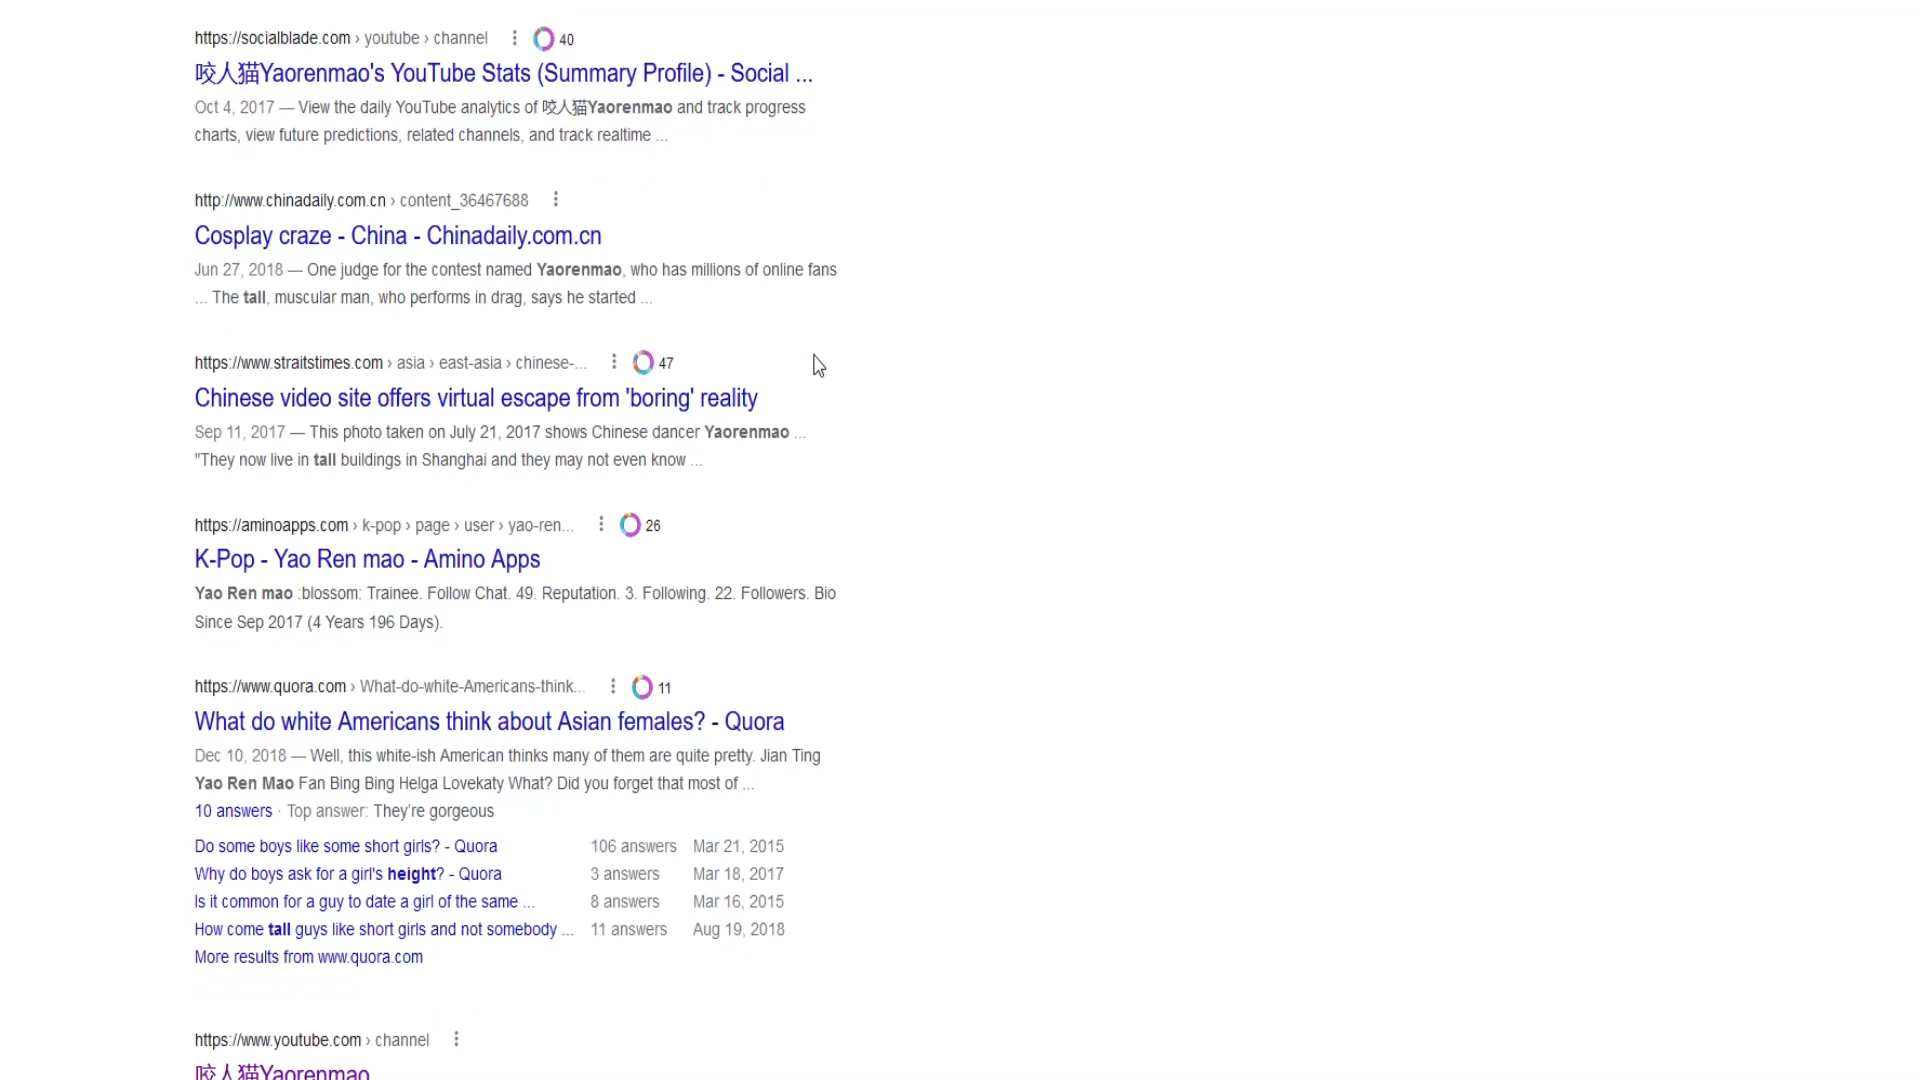 https://socialblade.com › youtube › channel 40
咬人猫Yaorenmao's YouTube Stats (Summary Profile) - Social ...
Oct 4, 2017 — View the daily YouTube analytics of 咬人猫Yaorenmao and track progress
charts, view future predictions, related channels, and track realtime ...
http://www.chinadaily.com.cn › content_36467688
Cosplay craze - China - Chinadaily.com.cn
Jun 27, 2018 — One judge for the contest named Yaorenmao, who has millions of online fans
... The tall, muscular man, who performs in drag, says he started ...
https://www.straitstimes.com › asia › east-asia › chinese-... 47
Chinese video site offers virtual escape from 'boring' reality
Sep 11, 2017 — This photo taken on July 21, 2017 shows Chinese dancer Yaorenmao ...
"They now live in tall buildings in Shanghai and they may not even know ...
https://aminoapps.com › k-pop › page › user › yao-ren... 26
K-Pop - Yao Ren mao - Amino Apps
Yao Ren mao :blossom: Trainee. Follow Chat. 49. Reputation. 3. Following. 22. Followers. Bio
Since Sep 2017 (4 Years 196 Days).
https://www.quora.com › What-do-white-Americans-think... 11
What do white Americans think about Asian females? - Quora
Dec 10, 2018 — Well, this white-ish American thinks many of them are quite pretty. Jian Ting
Yao Ren Mao Fan Bing Bing Helga Lovekaty What? Did you forget that most of ...
10 answers · Top answer: They're gorgeous
Do some boys like some short girls? - Quora 106 answers Mar 21, 2015
Why do boys ask for a girl's height? - Quora 3 answers Mar 18, 2017
Is it common for a guy to date a girl of the same ... 8 answers Mar 16, 2015
How come tall guys like short girls and not somebody ... 11 answers Aug 19, 2018
More results from www.quora.com
https://www.youtube.com › channel
咬人猫Yaorenmao